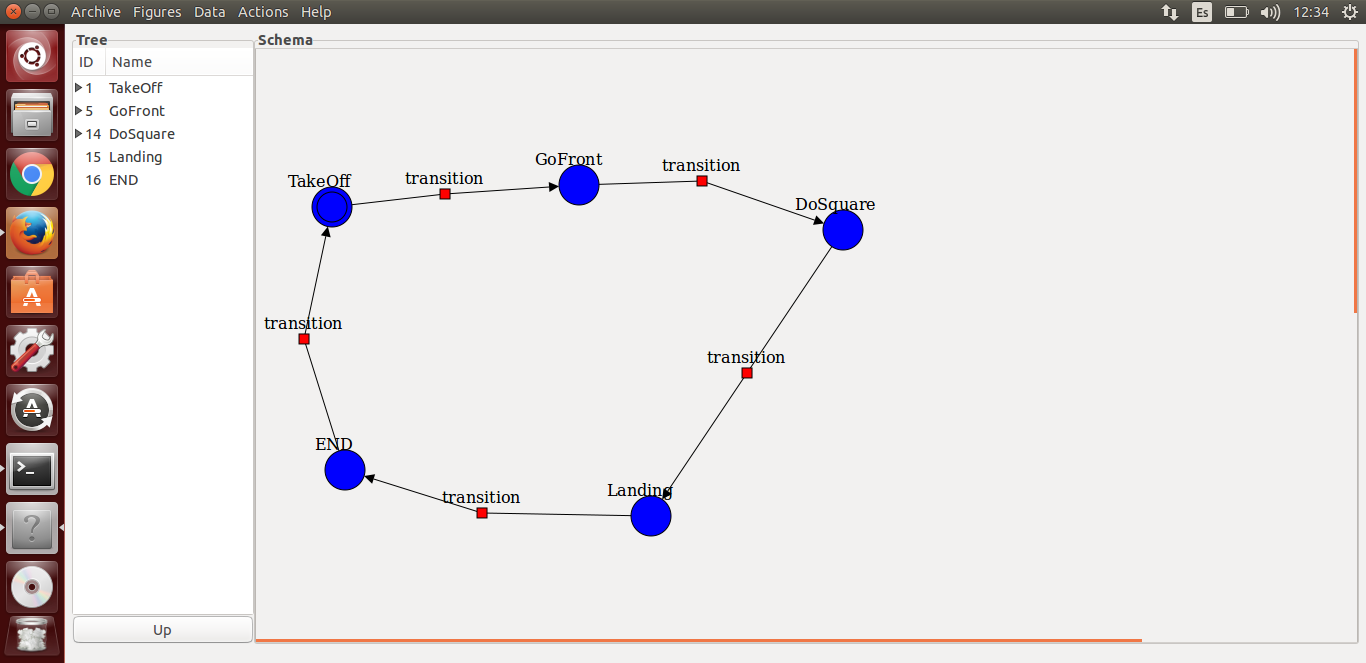 Archive Figures Data Actions Help
Es 12:34
Tree
ID Name
1 TakeOff
5 GoFront
14 DoSquare
15 Landing
16 END
Up
Schema
GoFront
transition
TakeOff
transition
DoSquare
transition
transition
END
Landing
transition